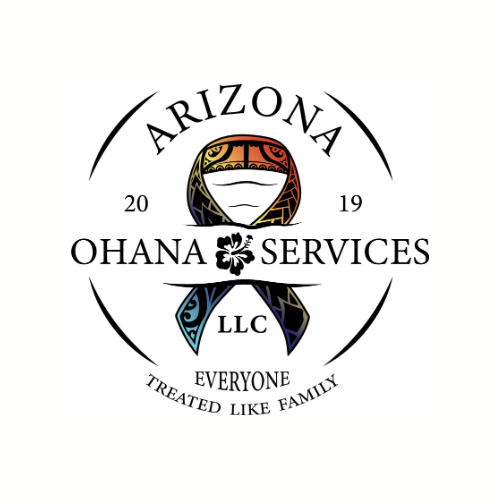 ARIZONA
20 19
OHANA SERVICES
LLC
EVERYONE
TREATED LIKE FAMILY